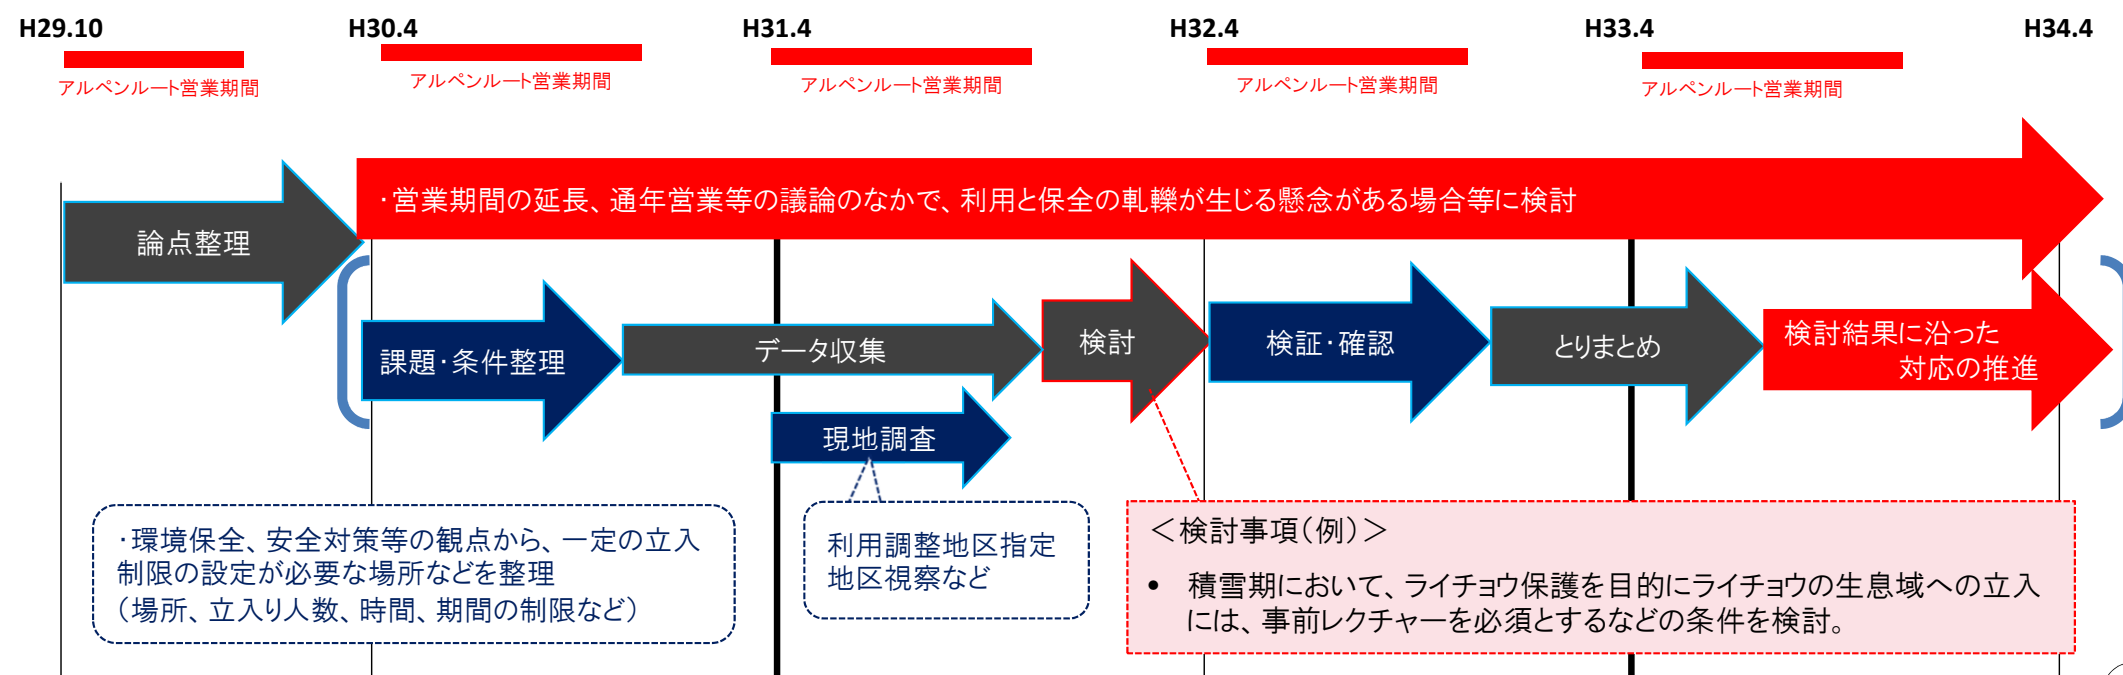 H29.10
H30.4
H31.4
H32.4
H33.4
H34.4
アルペンルート営業期間
アルペンルート営業期間
アルペンルート営業期間
アルペンルート営業期間
アルペンルート営業期間
・営業期間の延長、通年営業等の議論のなかで、利用と保全の軋轢が生じる懸念がある場合等に検討
論点整理
課題・条件整理
データ収集
検討
検証・確認
とりまとめ
検討結果に沿った
対応の推進
現地調査
・環境保全、安全対策等の観点から、一定の立入
制限の設定が必要な場所などを整理
（場所、立入り人数、時間、期間の制限など）
利用調整地区指定
地区視察など
＜検討事項（例）＞
• 積雪期において、ライチョウ保護を目的にライチョウの生息域への立入
には、事前レクチャーを必須とするなどの条件を検討。